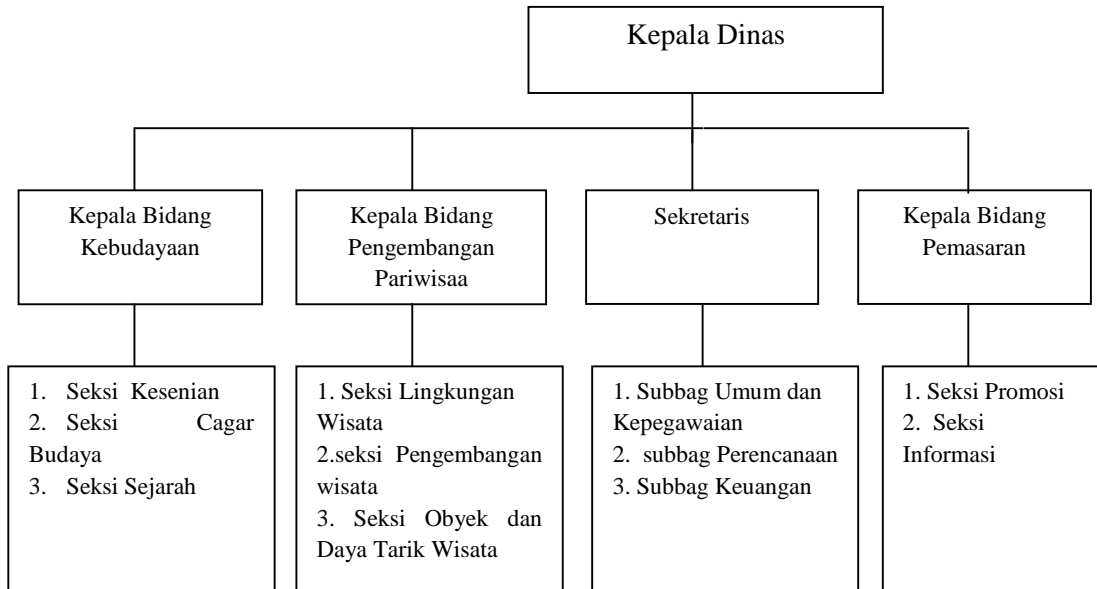 Kepala Dinas
Kepala Bidang
Kebudayaan
Kepala Bidang
Pengembangan
Pariwisaa
Sekretaris
Kepala Bidang
Pemasaran
1. Seksi Kesenian
2. Seksi Cagar
Budaya
3. Seksi Sejarah
1. Seksi Lingkungan
Wisata
2.seksi Pengembangan
wisata
3. Seksi Obyek dan
Daya Tarik Wisata
1. Subbag Umum dan
Kepegawaian
2. subbag Perencanaan
3. Subbag Keuangan
1. Seksi Promosi
2. Seksi
Informasi